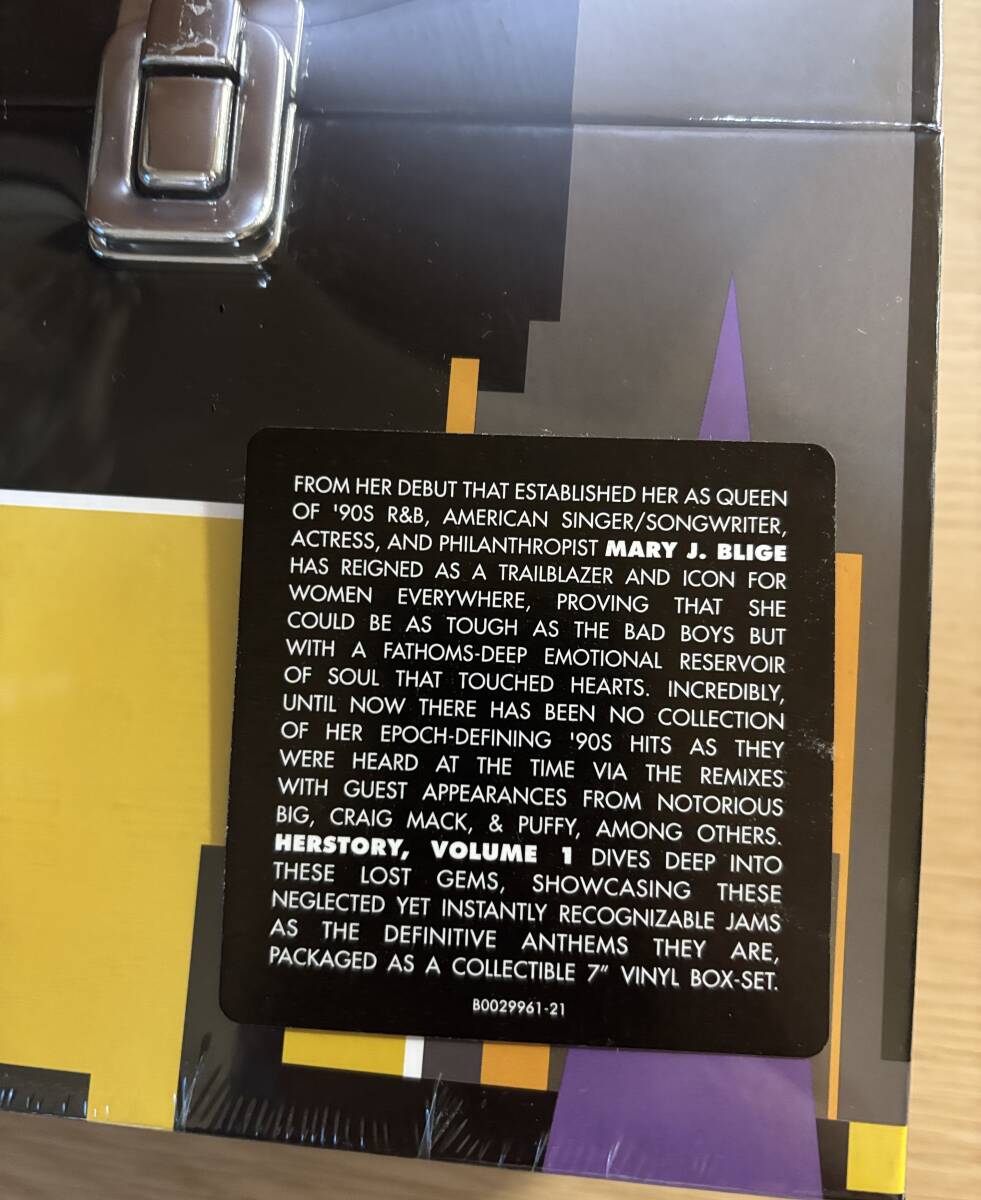 FROM HER DEBUT THAT ESTABLISHED HER AS QUEEN
OF '90S R&B, AMERICAN SINGER/SONGWRITER,
ACTRESS, AND PHILANTHROPIST MARY J. BLIGE
HAS REIGNED AS A TRAILBLAZER AND ICON FOR
WOMEN EVERYWHERE, PROVING THAT SHE
COULD BE AS TOUGH AS THE BAD BOYS BUT
WITH A FATHOMS-DEEP EMOTIONAL RESERVOIR
OF SOUL THAT TOUCHED HEARTS. INCREDIBLY,
UNTIL NOW THERE HAS BEEN NO COLLECTION
OF HER EPOCH-DEFINING '90S HITS AS THEY
WERE HEARD AT THE TIME VIA THE REMIXES
WITH GUEST APPEARANCES FROM NOTORIOUS
BIG, CRAIG MACK, & PUFFY, AMONG OTHERS.
HERSTORY, VOLUME 1 DIVES DEEP INTO
THESE LOST GEMS, SHOWCASING THESE
NEGLECTED YET INSTANTLY RECOGNIZABLE JAMS
AS THE DEFINITIVE ANTHEMS THEY ARE,
PACKAGED AS A COLLECTIBLE 7" VINYL BOX-SET.
B0029961-21